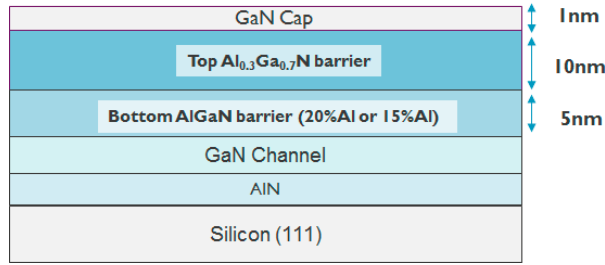 GaN Cap
1nm
Top Al₀.₃Ga₀.₇N barrier
10nm
Bottom AlGaN barrier (20%Al or 15%Al)
5nm
GaN Channel
AlN
Silicon (111)